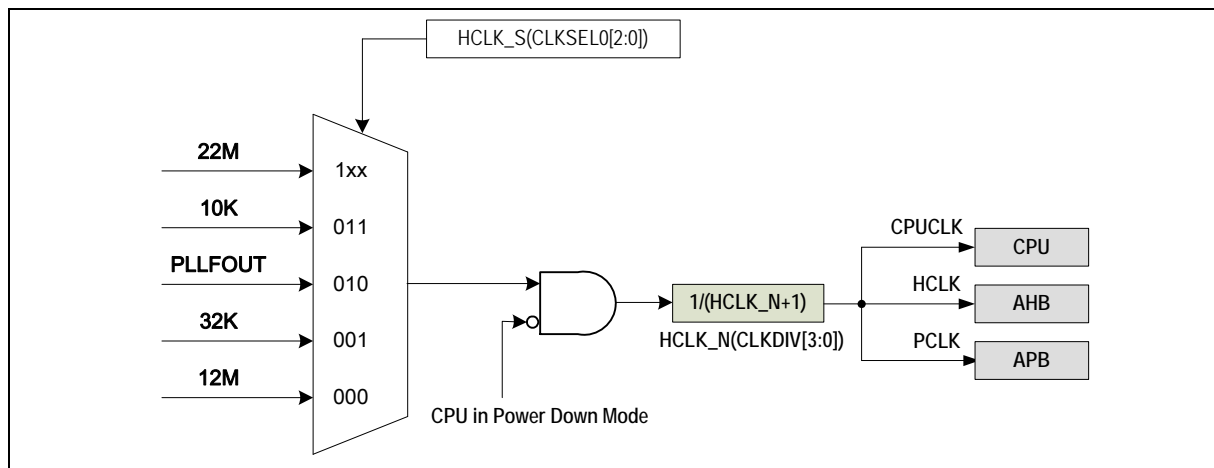 HCLK_S(CLKSEL0[2:0])
22M
1xx
10K
011
PLLFOUT
010
32K
001
12M
000
CPU in Power Down Mode
1/(HCLK_N+1)
HCLK_N(CLKDIV[3:0])
CPUCLK
CPU
HCLK
AHB
PCLK
APB